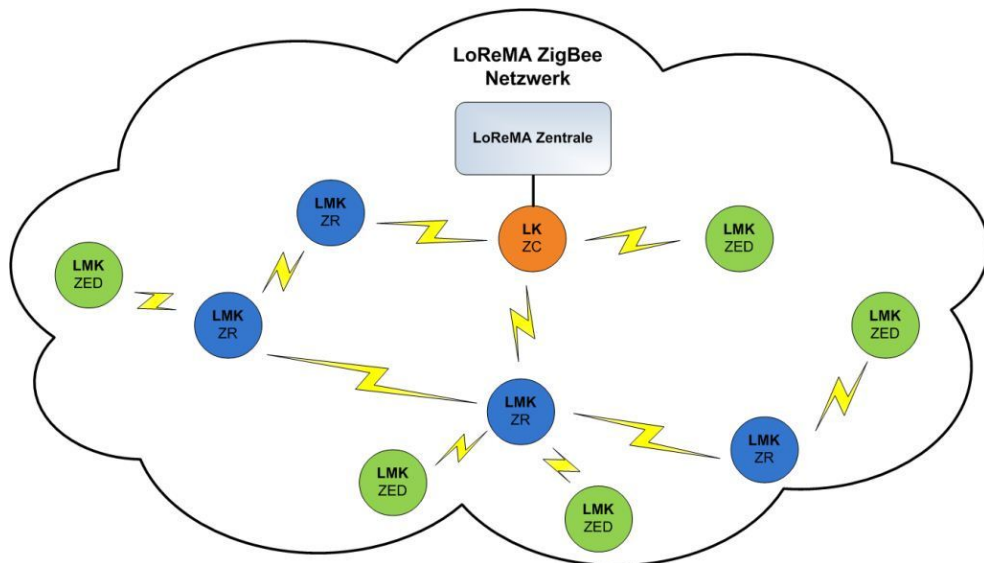 LoReMA ZigBee
Netzwerk
LoReMA Zentrale
LMK
ZR
LK
ZC
LMK
ZED
LMK
ZED
LMK
ZR
LMK
ZED
LMK
ZR
LMK
ZR
LMK
ZED
LMK
ZED